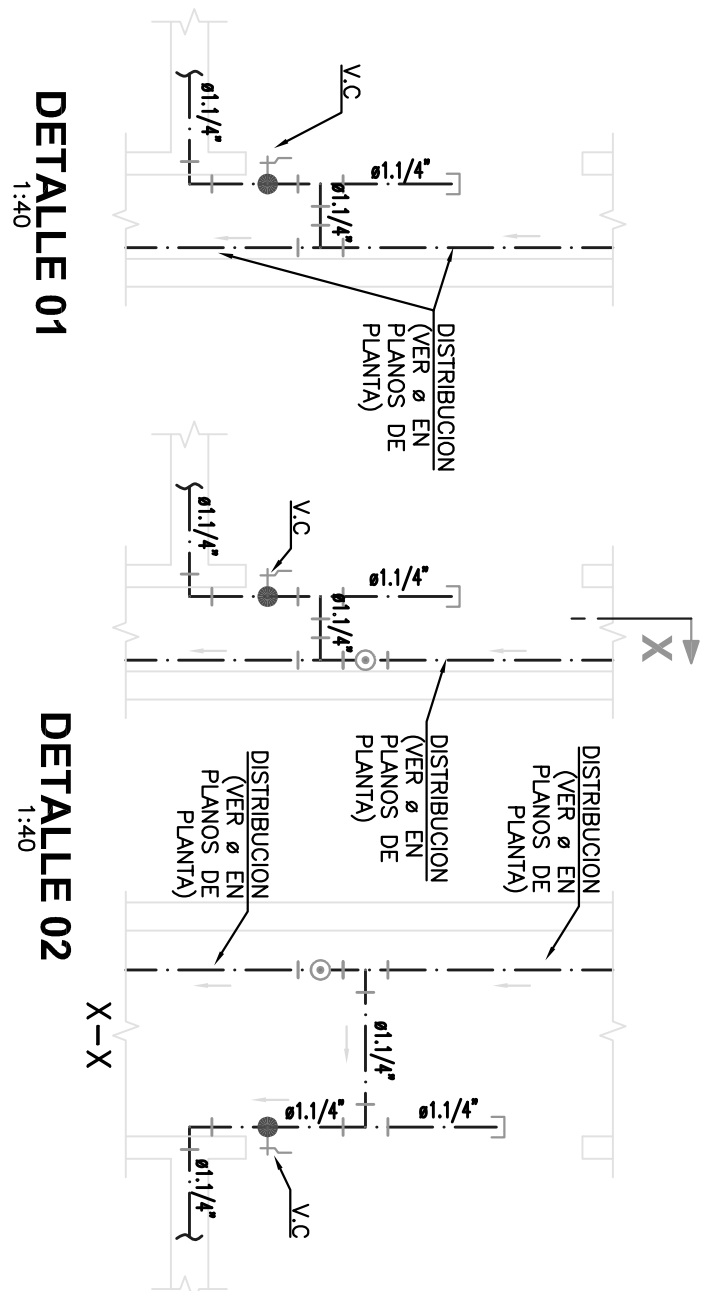 V.C
ø1.1/4"
ø1.1/4"
ø1.1/4"
DISTRIBUCION
(VER ø EN
PLANOS DE
PLANTA)
DETALLE 01
1:40
X
V.C
ø1.1/4"
ø1.1/4"
ø1.1/4"
DISTRIBUCION
(VER ø EN
PLANOS DE
PLANTA)
DETALLE 02
1:40
DISTRIBUCION
(VER ø EN
PLANOS DE
PLANTA)
DISTRIBUCION
(VER ø EN
PLANOS DE
PLANTA)
ø1.1/4"
ø1.1/4"
ø1.1/4"
ø1.1/4"
V.C
X-X